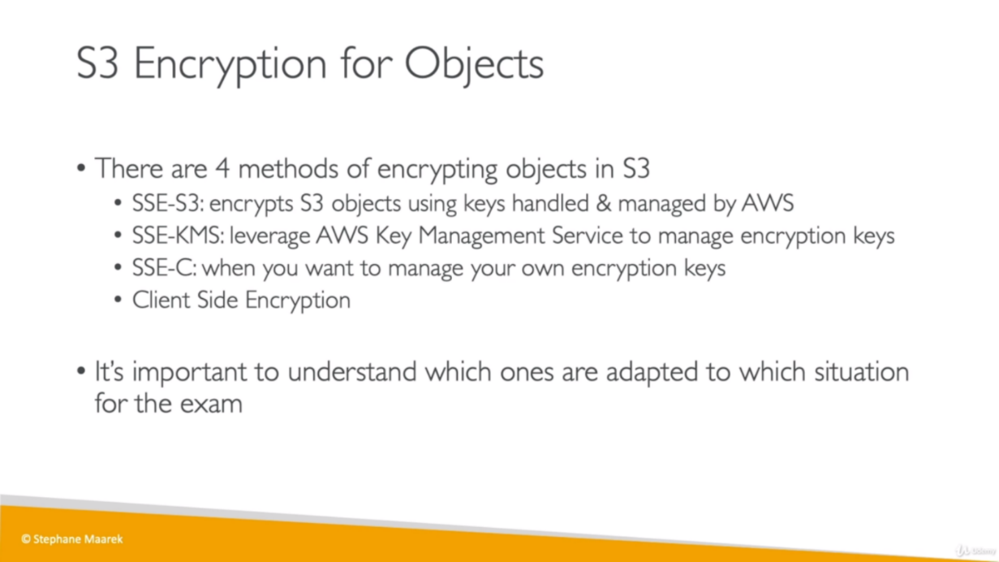 S3 Encryption for Objects
• There are 4 methods of encrypting objects in S3
• SSE-S3: encrypts S3 objects using keys handled & managed by AWS
• SSE-KMS: leverage AWS Key Management Service to manage encryption keys
• SSE-C: when you want to manage your own encryption keys
• Client Side Encryption
• It's important to understand which ones are adapted to which situation
for the exam
© Stephane Maarek
Udemy